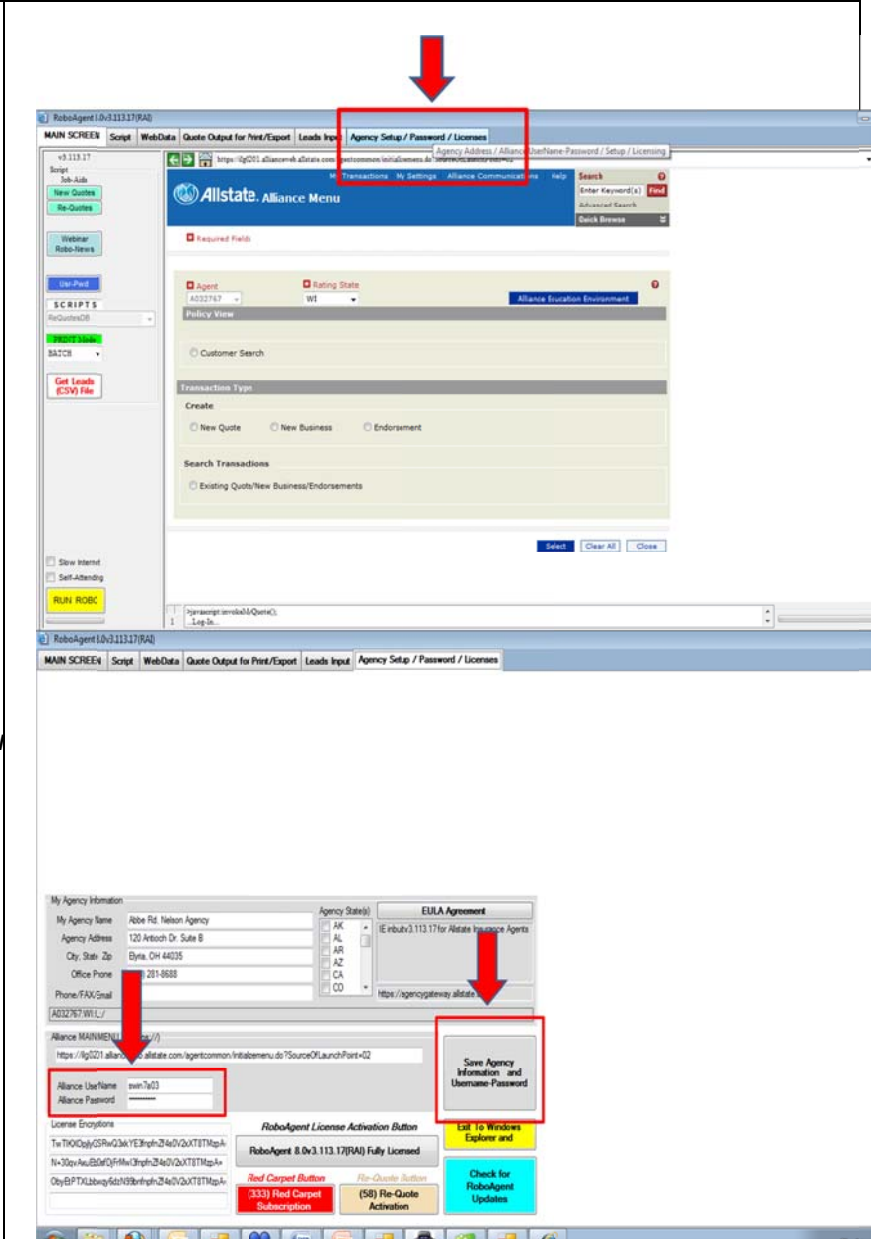 RoboAgent I.0v3.113.17(RAI)
MAIN SCREEN Script WebData Quote Output for Print/Export Leads Input Agency Setup / Password / Licenses
Agency Address / Alliance UserName-Password / Setup / Licensing
v3.113.17
Script
Job-Aids
New Quotes
Re-Quotes
Webinar
Robo-News
Usr-Pwd
SCRIPTS
ReQuotesDB
PRINT Mode
BATCH
Get Leads
(CSV) File
Slow Internet
Self-Attending
RUN ROBO
My Transactions My Settings Alliance Communications Help
Allstate. Alliance Menu
Search
Enter Keyword(s) Find
Advanced Search
Quick Browse
Required Fields
Agent Rating State
A032767 WI Alliance Education Environment
Policy View
Customer Search
Transaction Type
Create
New Quote New Business Endorsement
Search Transactions
Existing Quote/New Business/Endorsements
Select Clear All Close
>javascript:invokeMrQuote();
1 ...Log-In...
RoboAgent I.0v3.113.17(RAI)
MAIN SCREEN Script WebData Quote Output for Print/Export Leads Input Agency Setup / Password / Licenses
My Agency Information
My Agency Name Abbe Rd. Nelson Agency
Agency Address 120 Antioch Dr. Suite B
City, State Zip Elyria, OH 44035
Office Phone 281-8688
Phone/FAX/Email
Agency State(s)
AK
AL
AR
AZ
CA
CO
EULA Agreement
for Allstate Insurance Agents
https://agencygateway.allstate
A032767:WI:L:/
Alliance MAINMENU
https://ilg0201.allian allstate.com/agentcommon/initializemenu.do?SourceOfLaunchPoint=02
Alliance UserName swin7a03
Alliance Password **********
Save Agency
Information and
Username-Password
License Encryptions
RoboAgent License Activation Button
RoboAgent 8.0v3.113.17(RAI) Fully Licensed
Red Carpet Button Re-Quote Button
(333) Red Carpet
Subscription
(58) Re-Quote
Activation
Exit To Windows
Explorer and
Check for
RoboAgent
Updates